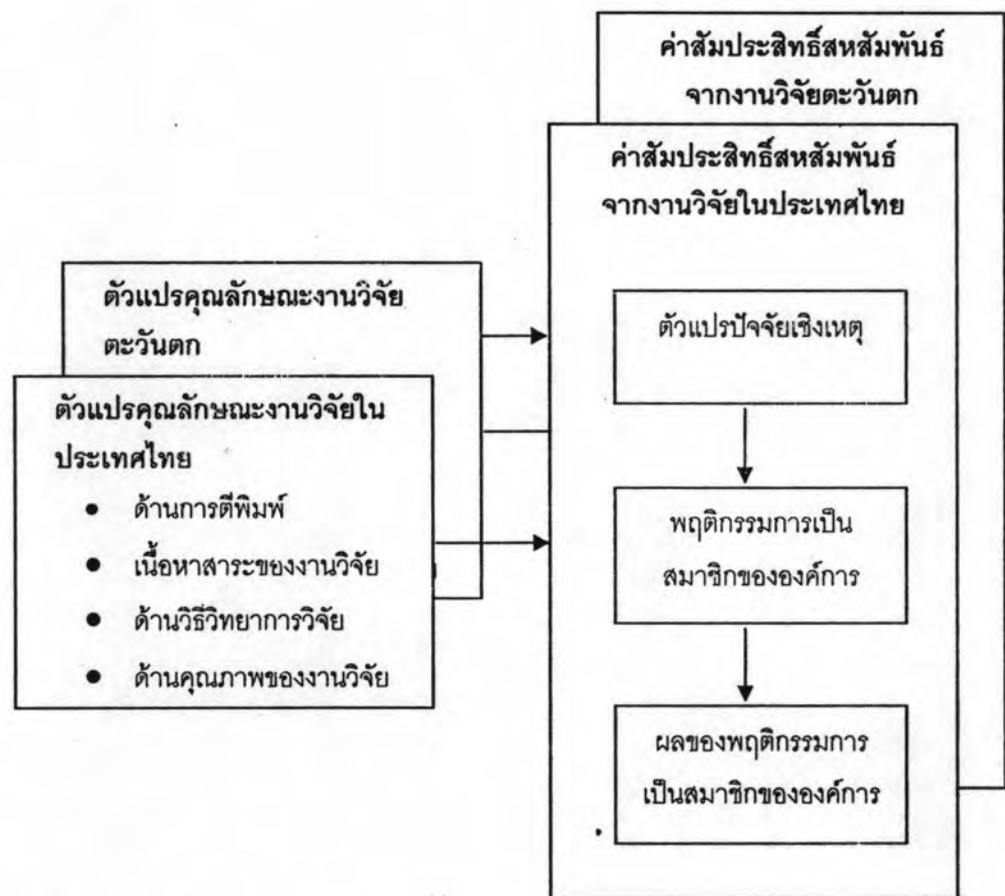 ค่าสัมประสิทธิ์สหสัมพันธ์
จากงานวิจัยตะวันตก
ค่าสัมประสิทธิ์สหสัมพันธ์
จากงานวิจัยในประเทศไทย
ตัวแปรคุณลักษณะงานวิจัย
ตะวันตก
ตัวแปรคุณลักษณะงานวิจัยใน
ประเทศไทย
● ด้านการตีพิมพ์
● เนื้อหาสาระของงานวิจัย
● ด้านวิธีวิทยาการวิจัย
● ด้านคุณภาพของงานวิจัย
ตัวแปรปัจจัยเชิงเหตุ
พฤติกรรมการเป็น
สมาชิกขององค์การ
ผลของพฤติกรรมการ
เป็นสมาชิกขององค์การ